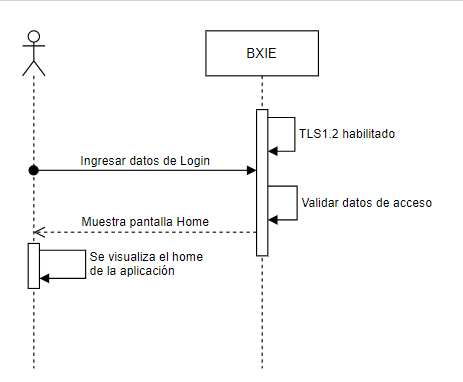 BXIE
TLS1.2 habilitado
Ingresar datos de Login
Validar datos de acceso
Muestra pantalla Home
Se visualiza el home
de la aplicación